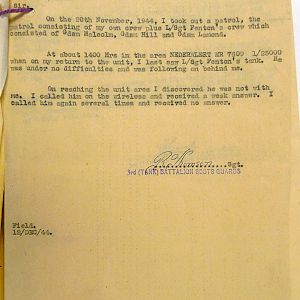 Sir,
On the 20th November, 1944, I took out a patrol, the
patrol consisting of my own crew plus L/Sgt Fenton's crew which
consisted of Gdsm Malcolm, Gdsm Hill and Gdsm Lamond.
At about 1400 Hrs in the area NEDERWEERT MR 7809 1/25000
when on my return to the unit, I last saw L/Sgt Fenton's tank. He
was under no difficulties and was following on behind me.
On reaching the unit area I discovered he was not with
me. I called him on the wireless and received a weak answer. I
called him again several times and received no answer.
Sgt.
3rd (TANK) BATTALION SCOTS GUARDS
Field.
12/DEC/44.